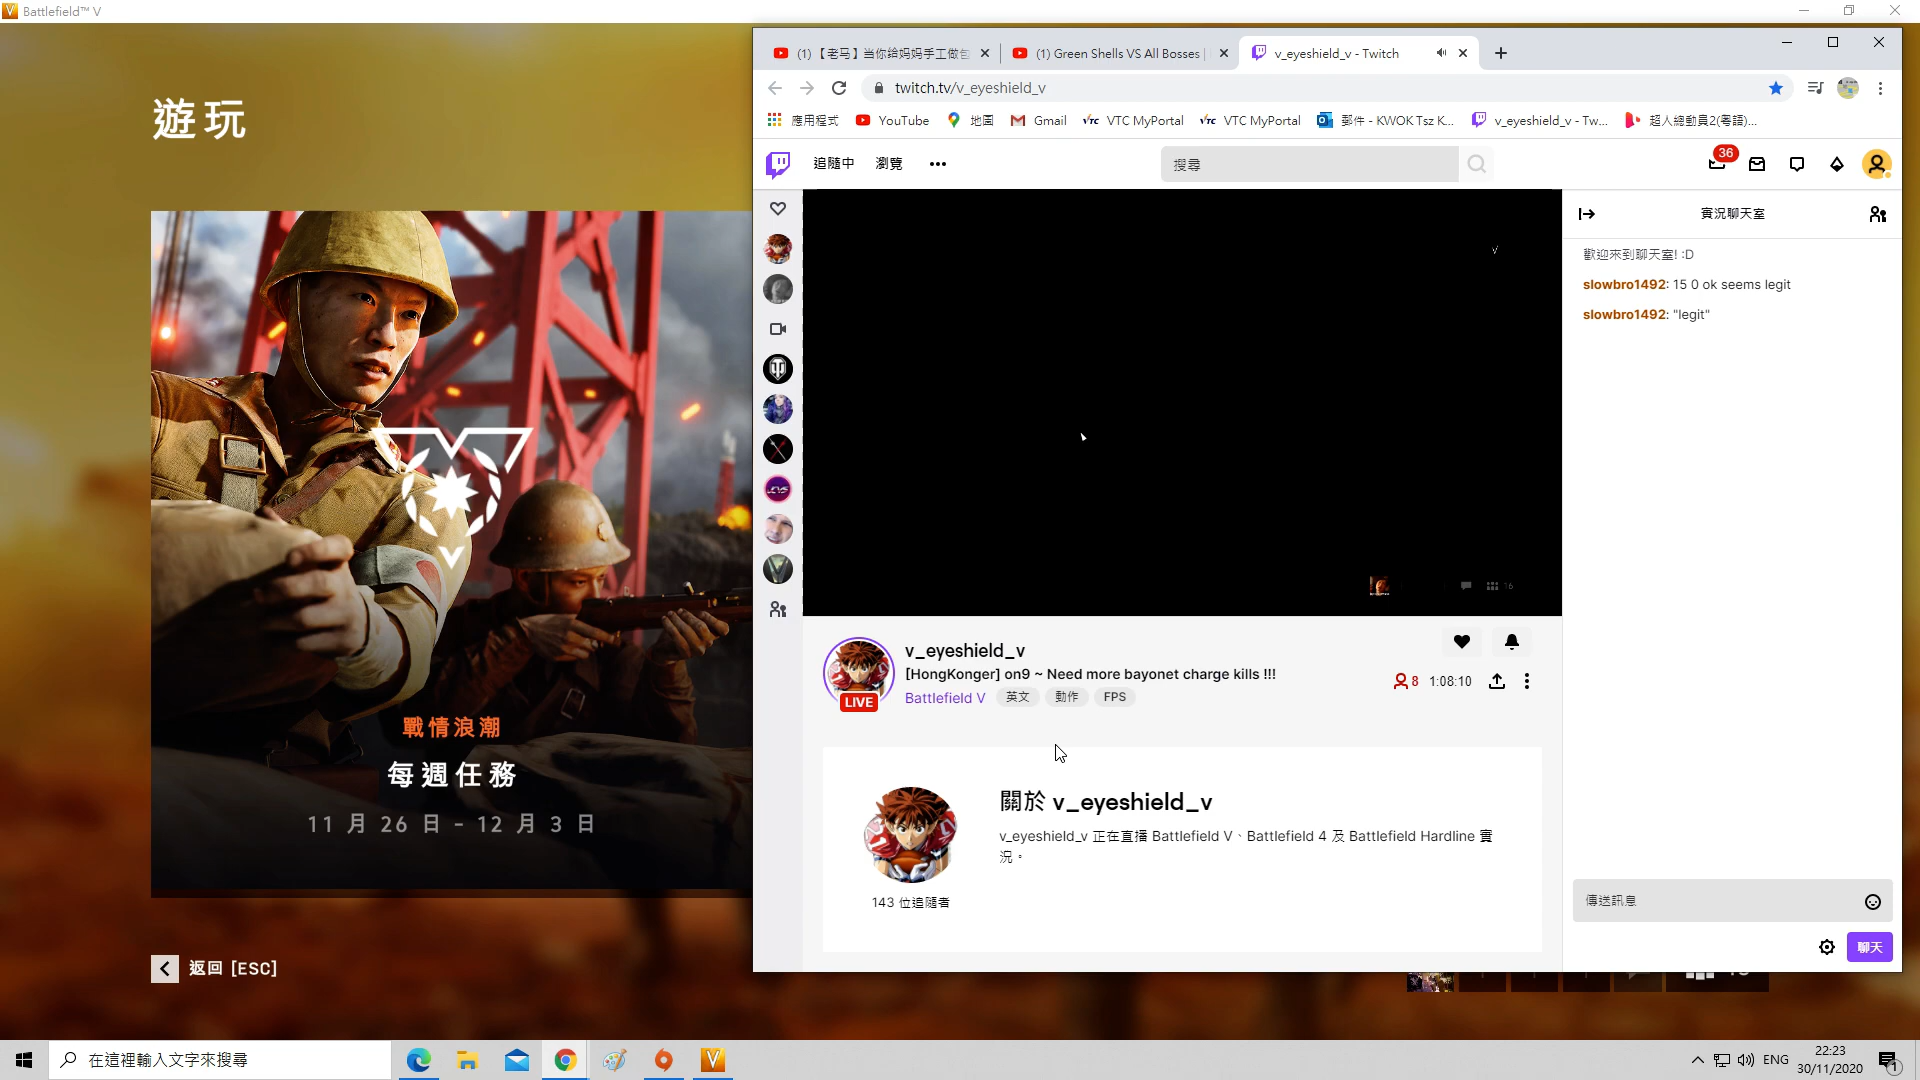 Battlefield™ V
遊玩
戰情浪潮
每週任務
11 月 26 日 - 12 月 3 日
返回 [ESC]
(1) 【老马】当你给妈妈手工做包
(1) Green Shells VS All Bosses |
v_eyeshield_v - Twitch
twitch.tv/v_eyeshield_v
應用程式
YouTube
地圖
Gmail
VTC MyPortal
VTC MyPortal
郵件 - KWOK Tsz K...
v_eyeshield_v - Tw...
超人總動員2(粵語)...
追隨中
瀏覽
搜尋
36
實況聊天室
歡迎來到聊天室! :D
slowbro1492: 15 0 ok seems legit
slowbro1492: "legit"
16
v_eyeshield_v
[HongKonger] on9 ~ Need more bayonet charge kills !!!
Battlefield V
英文
動作
FPS
LIVE
8
1:08:10
關於 v_eyeshield_v
v_eyeshield_v 正在直播 Battlefield V、Battlefield 4 及 Battlefield Hardline 實
況。
143 位追隨者
傳送訊息
聊天
在這裡輸入文字來搜尋
ENG
22:23
30/11/2020
1